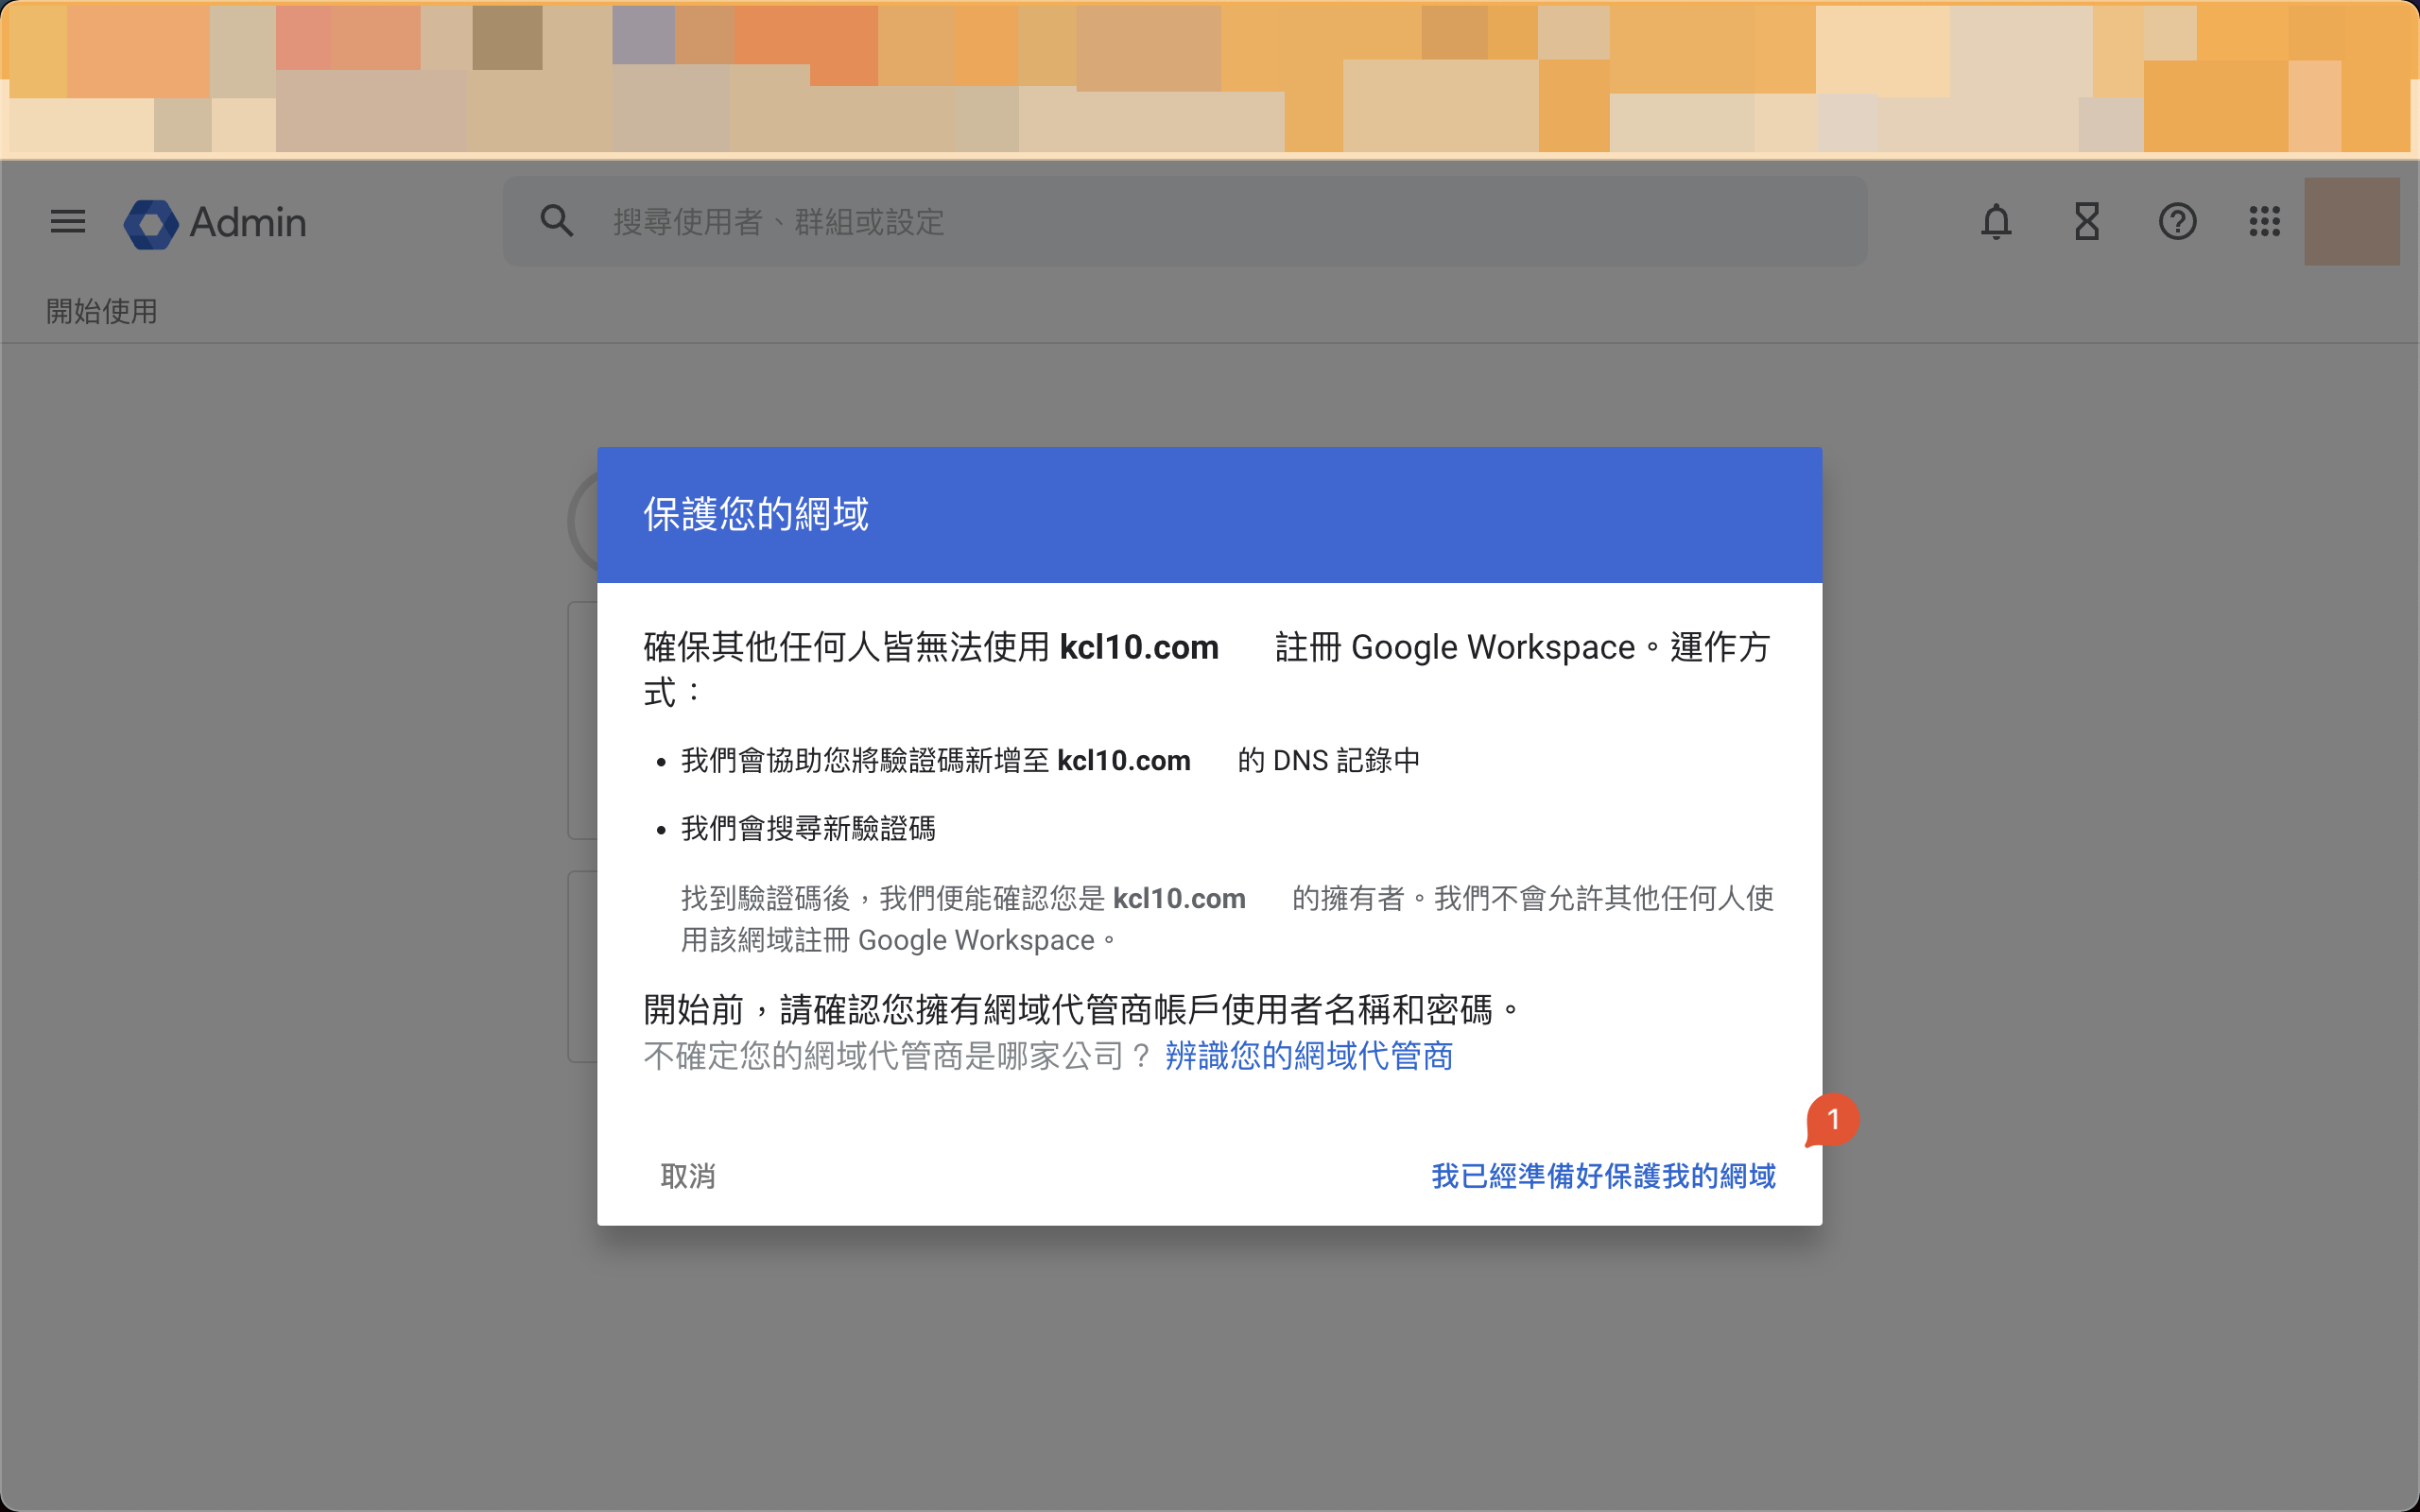 Admin
搜尋使用者、群組或設定
開始使用
保護您的網域
確保其他任何人皆無法使用 kcl10.com 註冊 Google Workspace。運作方
式：
• 我們會協助您將驗證碼新增至 kcl10.com 的 DNS 記錄中
• 我們會搜尋新驗證碼
找到驗證碼後，我們便能確認您是 kcl10.com 的擁有者。我們不會允許其他任何人使
用該網域註冊 Google Workspace。
開始前，請確認您擁有網域代管商帳戶使用者名稱和密碼。
不確定您的網域代管商是哪家公司？ 辨識您的網域代管商
1
取消 我已經準備好保護我的網域